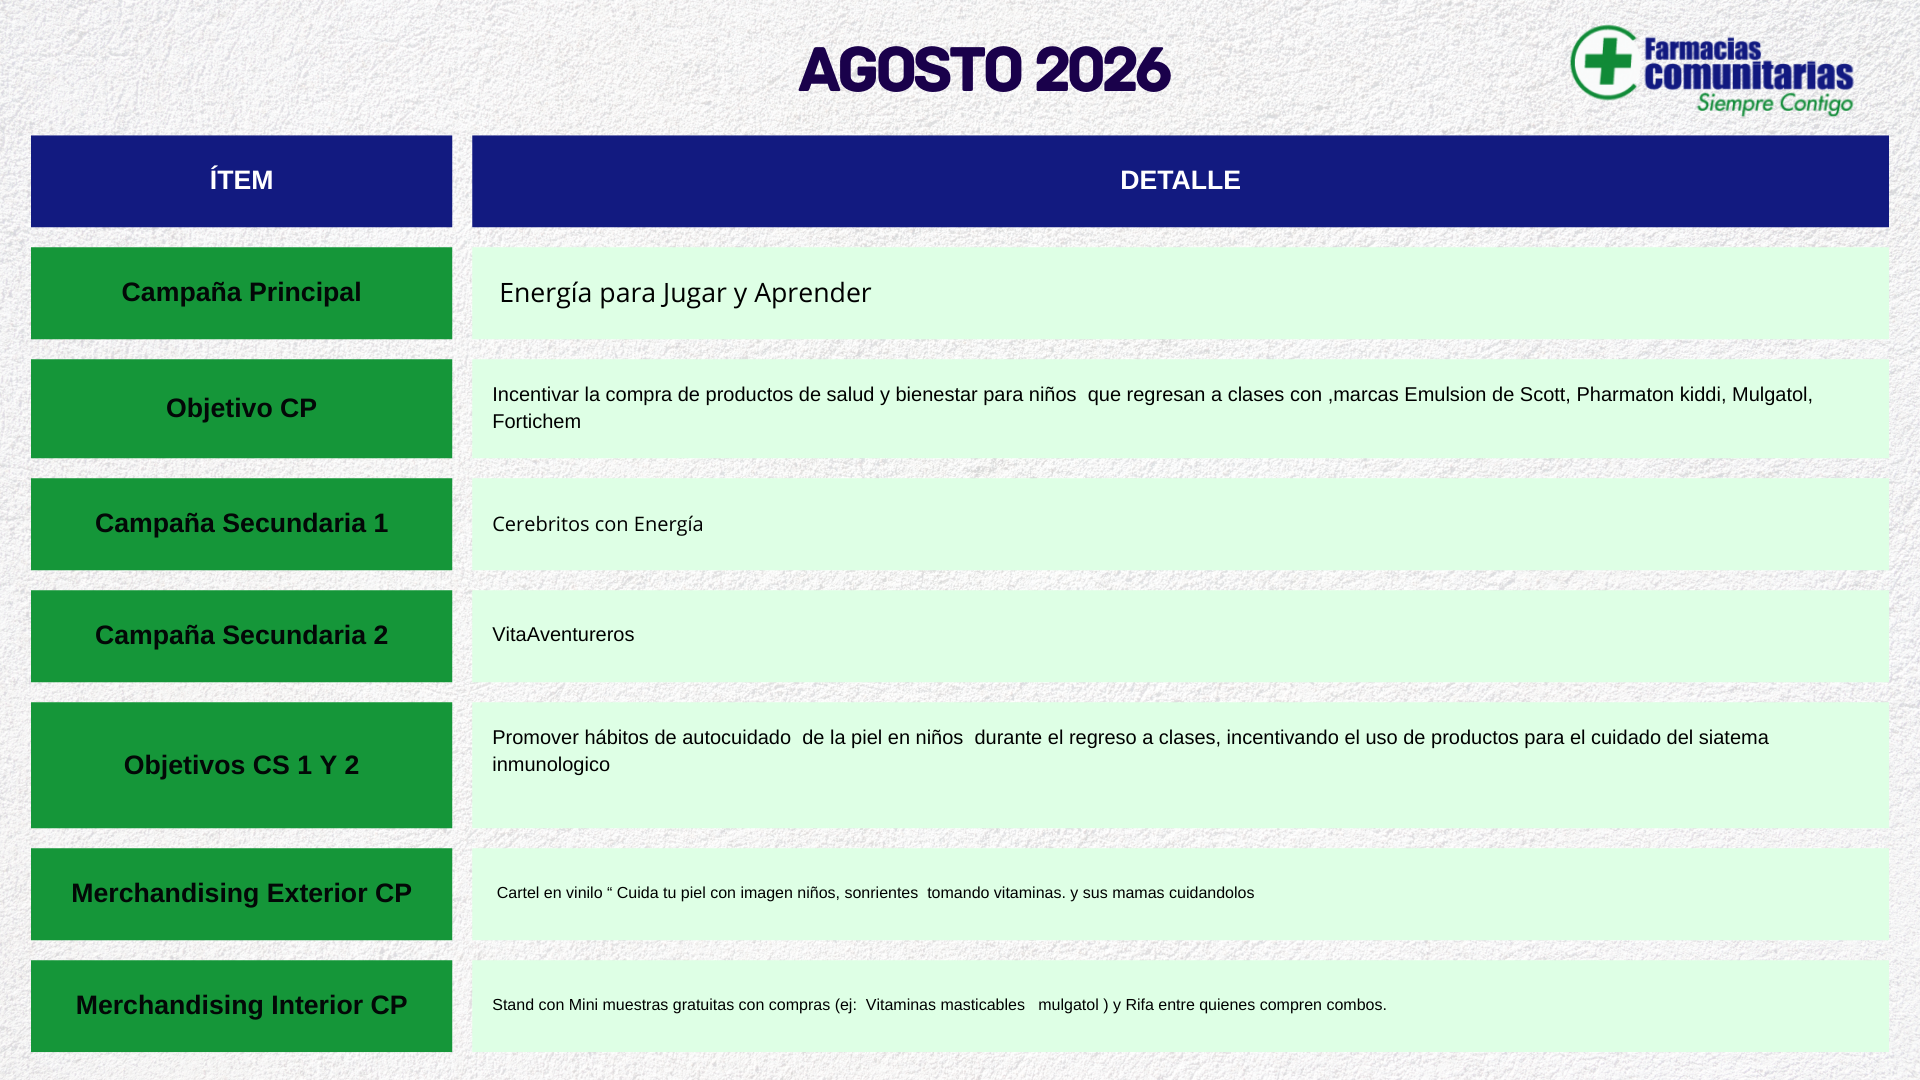 AGOSTO 2026
Farmacias
comunitarias
Siempre Contigo
ÍTEM
DETALLE
Campaña Principal
Energía para Jugar y Aprender
Objetivo CP
Incentivar la compra de productos de salud y bienestar para niños  que regresan a clases con ,marcas Emulsion de Scott, Pharmaton kiddi, Mulgatol,
Fortichem
Campaña Secundaria 1
Cerebritos con Energía
Campaña Secundaria 2
VitaAventureros
Objetivos CS 1 Y 2
Promover hábitos de autocuidado  de la piel en niños  durante el regreso a clases, incentivando el uso de productos para el cuidado del siatema
inmunologico
Merchandising Exterior CP
Cartel en vinilo “ Cuida tu piel con imagen niños, sonrientes  tomando vitaminas. y sus mamas cuidandolos
Merchandising Interior CP
Stand con Mini muestras gratuitas con compras (ej:  Vitaminas masticables   mulgatol ) y Rifa entre quienes compren combos.